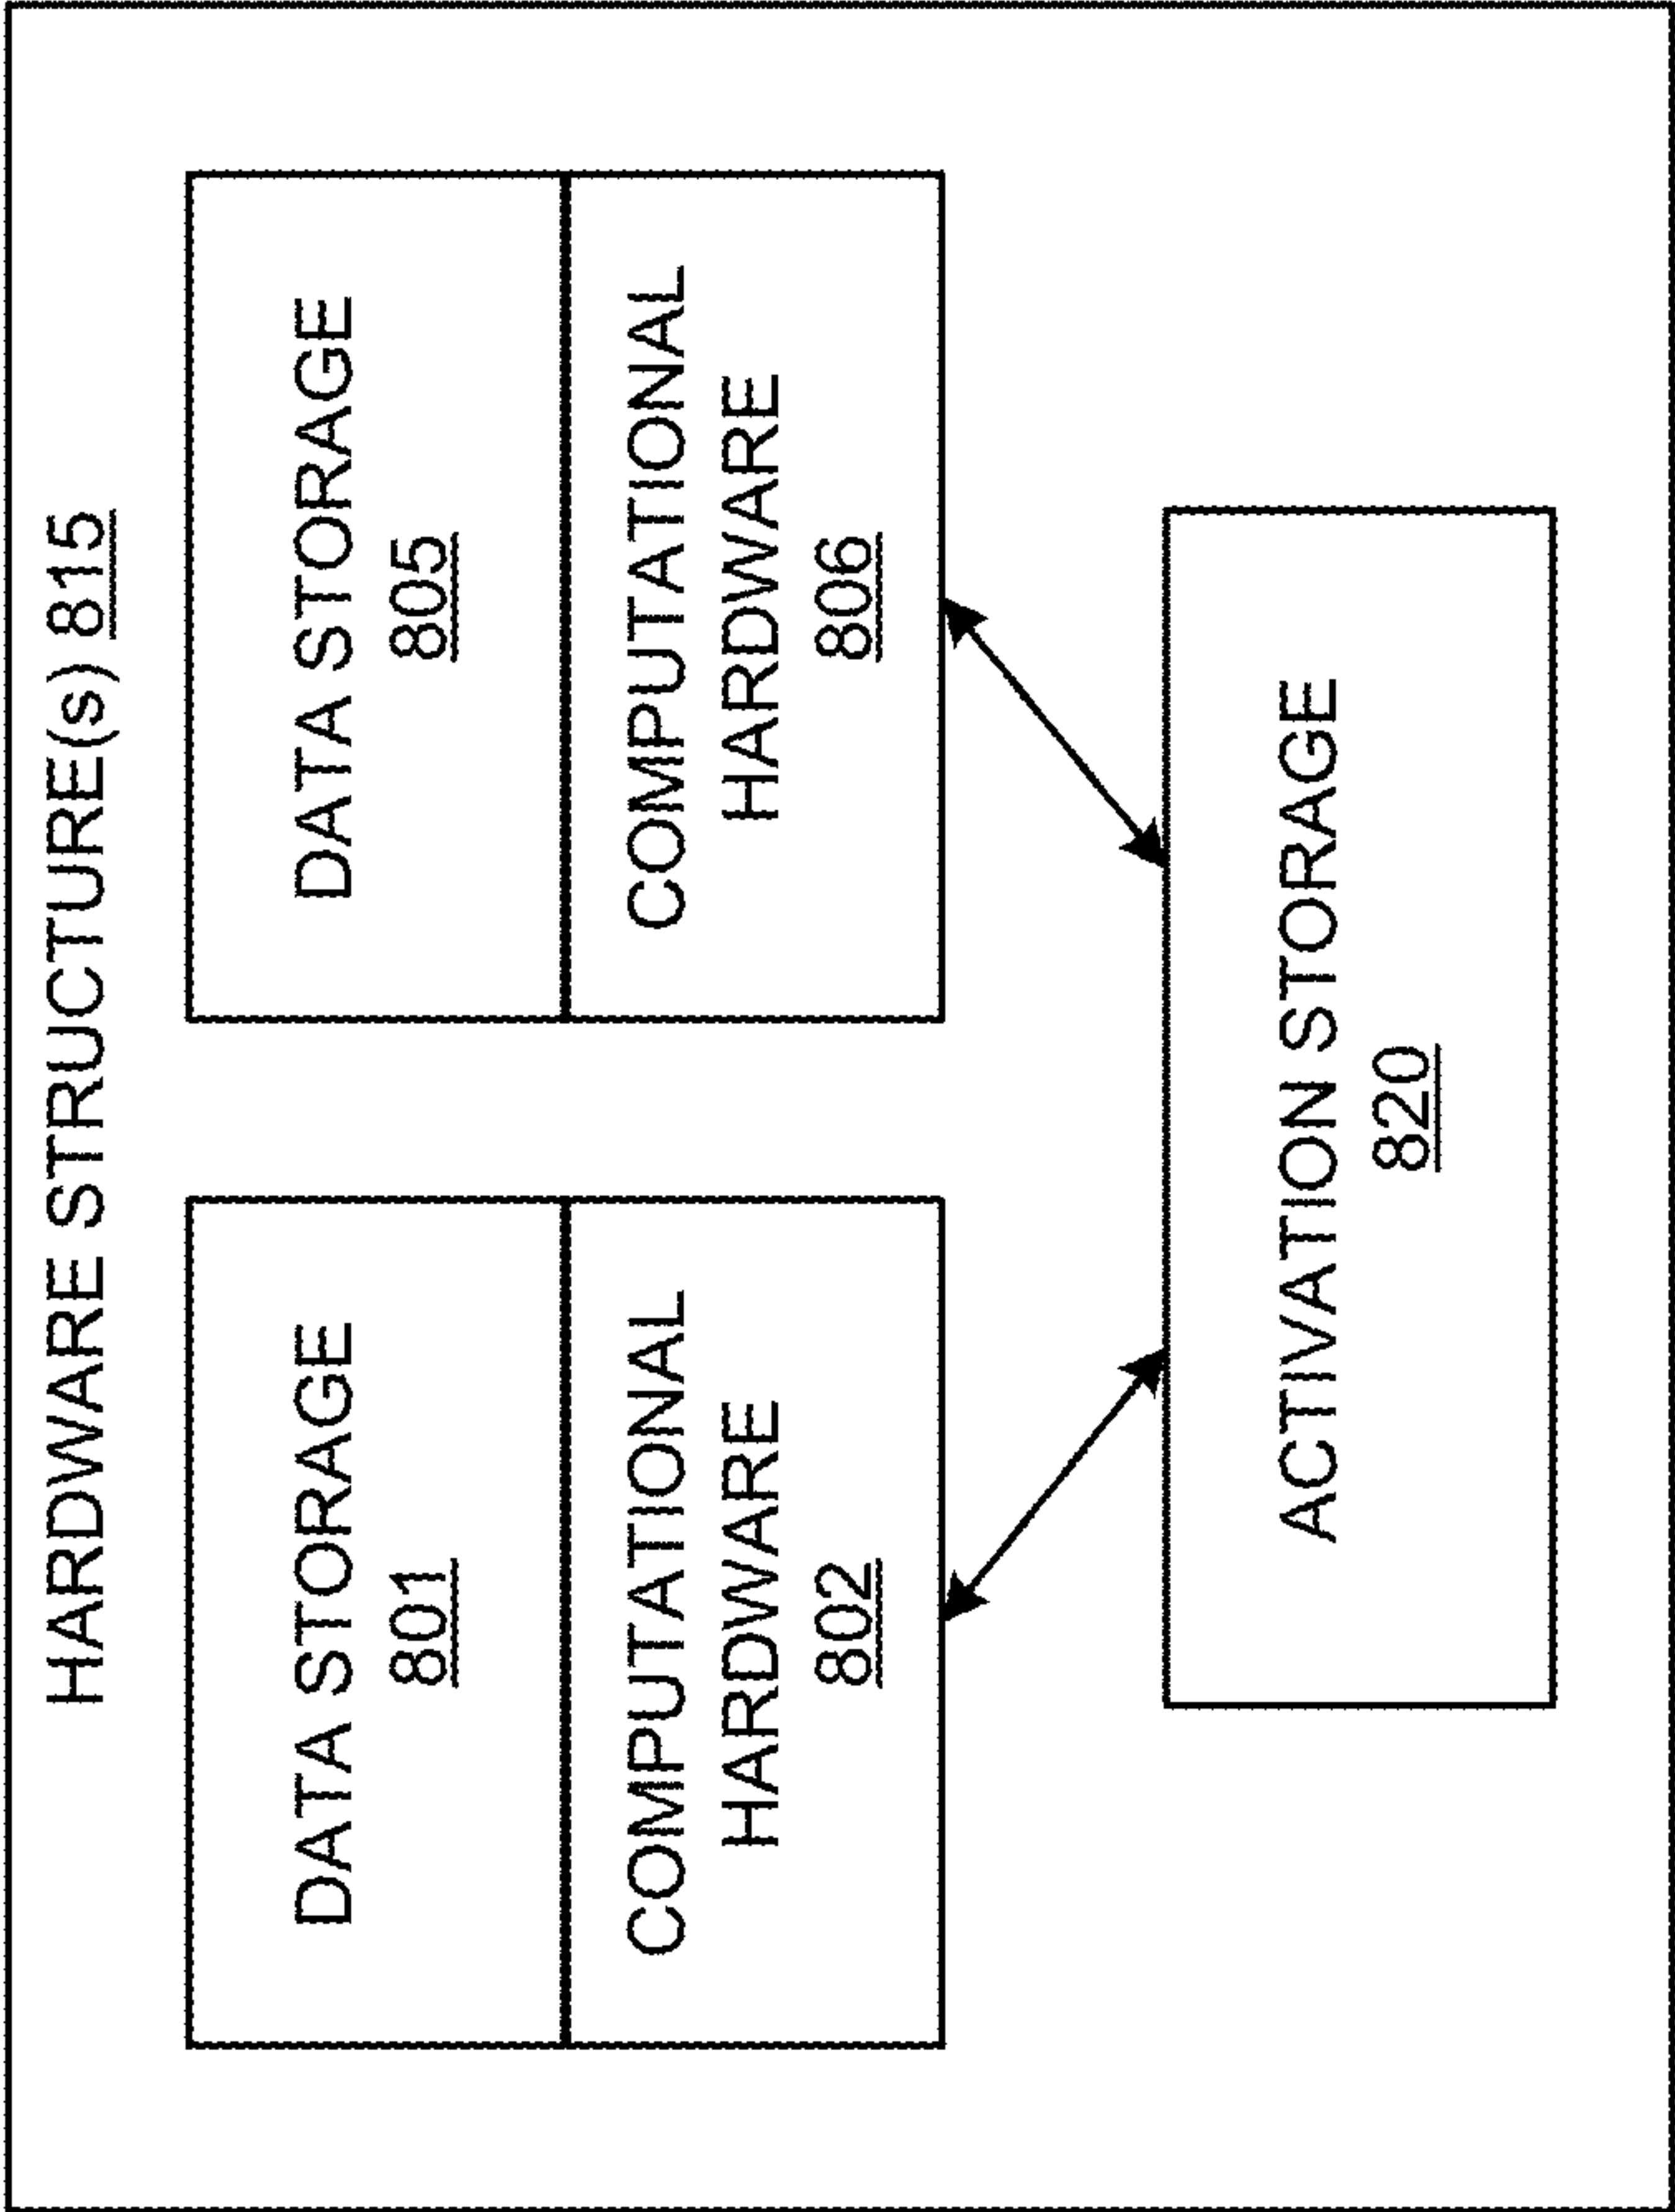 HARDWARE STRUCTURE(s) 815
DATA STORAGE
801
COMPUTATIONAL
HARDWARE
802
DATA STORAGE
805
COMPUTATIONAL
HARDWARE
806
ACTIVATION STORAGE
820